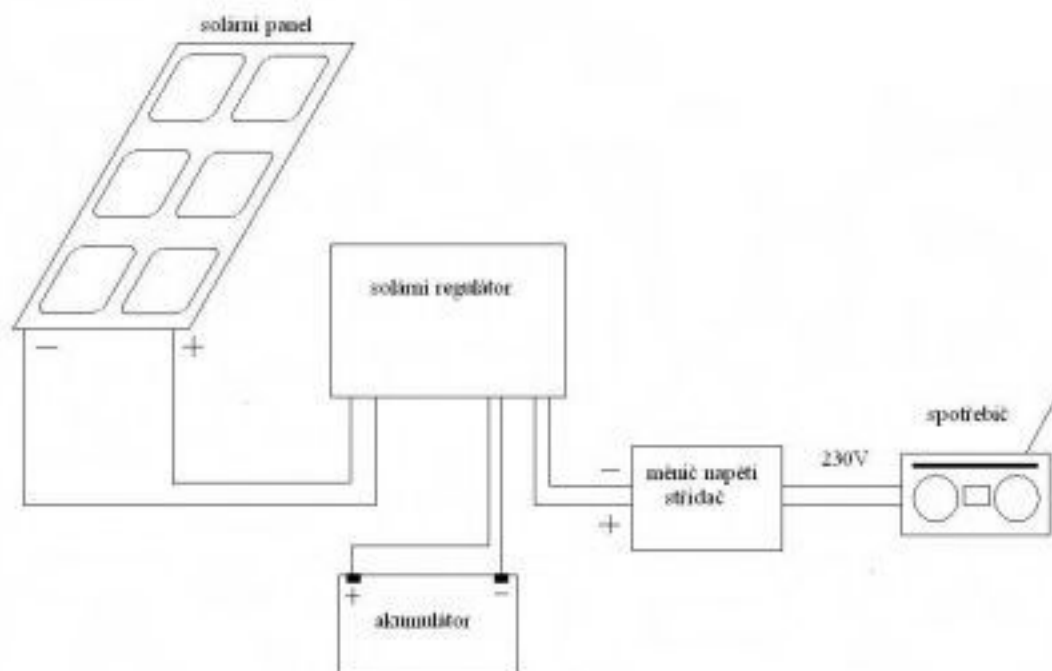 solární panel
− +
solární regulátor
spotřebič
230V
− měnič napětí
střídač
+
+ −
akumulátor